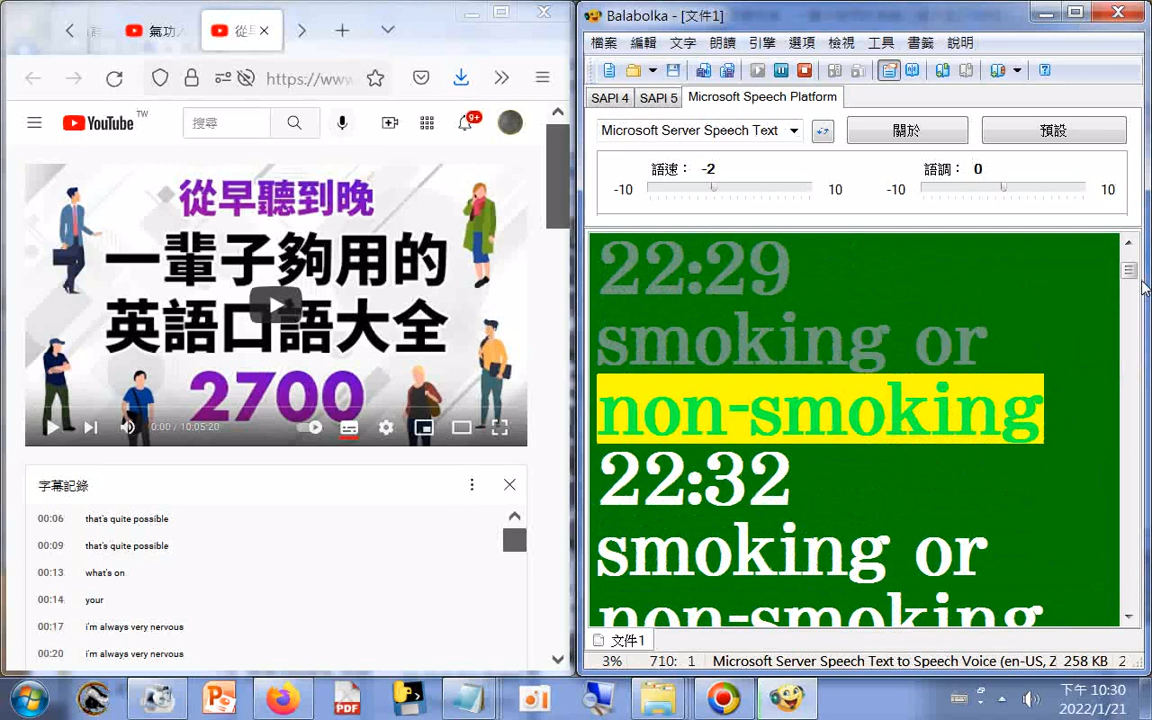 氣功人
從早
https://www.
YouTube TW
搜尋
9+
從早聽到晚
一輩子夠用的
英語口語大全
2700
0:00 / 10:05:20
字幕記錄
00:06 that's quite possible
00:09 that's quite possible
00:13 what's on
00:14 your
00:17 i'm always very nervous
00:20 i'm always very nervous
Balabolka - [文件1]
檔案 編輯 文字 朗讀 引擎 選項 檢視 工具 書籤 說明
SAPI 4 SAPI 5 Microsoft Speech Platform
Microsoft Server Speech Text
關於 預設
語速： -2 語調： 0
-10 10 -10 10
22:29
smoking or
non-smoking
22:32
smoking or
non-smoking
文件1
3% 710: 1 Microsoft Server Speech Text to Speech Voice (en-US, Z 258 KB 2
PDF
下午 10:30
2022/1/21